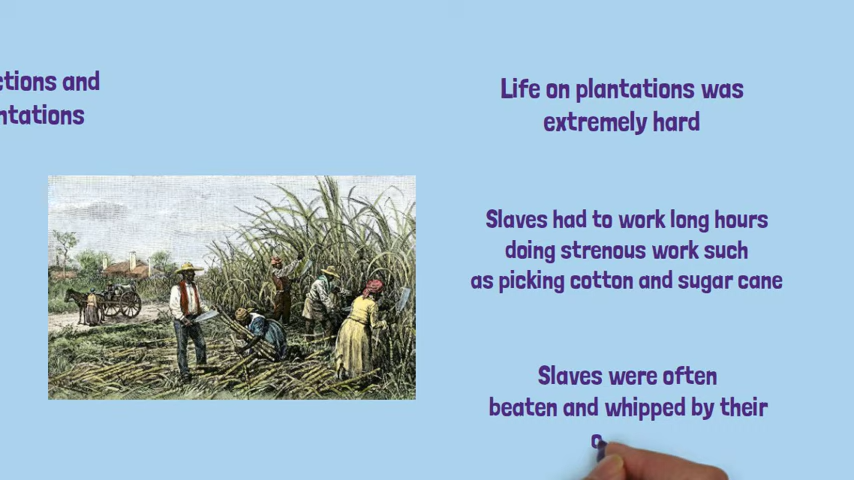 ctions and
ntations
Life on plantations was
extremely hard
Slaves had to work long hours
doing strenous work such
as picking cotton and sugar cane
Slaves were often
beaten and whipped by their
o